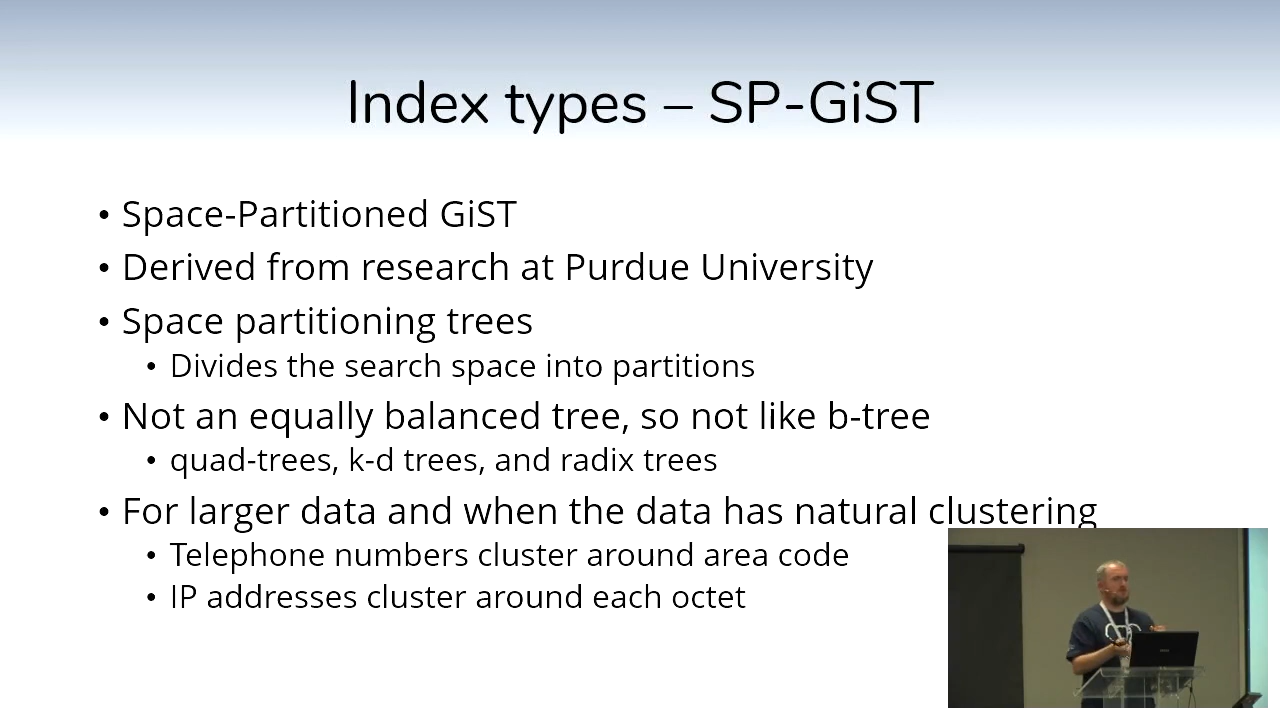 Index types – SP-GiST
• Space-Partitioned GiST
• Derived from research at Purdue University
• Space partitioning trees
• Divides the search space into partitions
• Not an equally balanced tree, so not like b-tree
• quad-trees, k-d trees, and radix trees
• For larger data and when the data has natural clustering
• Telephone numbers cluster around area code
• IP addresses cluster around each octet